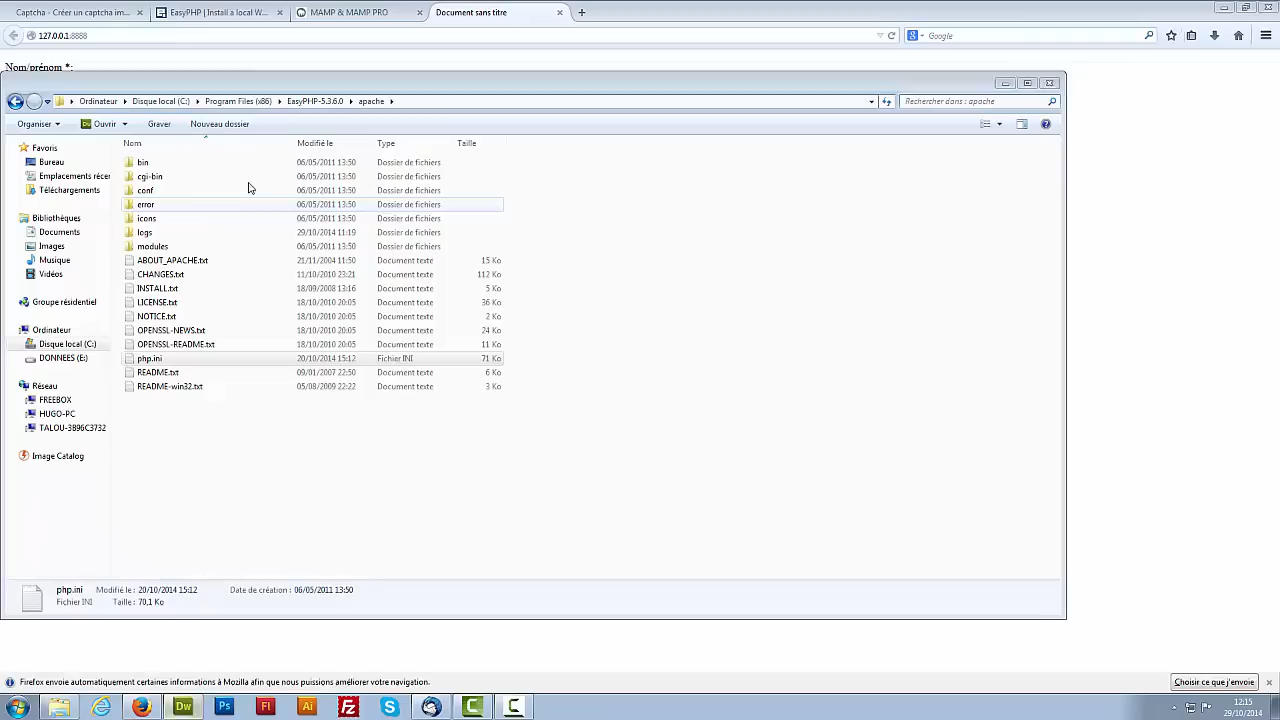 Captcha - Créer un captcha im...
EasyPHP | Install a local W...
MAMP & MAMP PRO
Document sans titre
127.0.0.1:8888
Google
Nom/prénom *:
Ordinateur
Disque local (C:)
Program Files (x86)
EasyPHP-5.3.6.0
apache
Rechercher dans : apache
Organiser
Ouvrir
Graver
Nouveau dossier
Nom Modifié le Type Taille
Favoris
Bureau
Emplacements récer
Téléchargements
Bibliothèques
Documents
Images
Musique
Vidéos
Groupe résidentiel
Ordinateur
Disque local (C:)
DONNEES (E:)
Réseau
FREEBOX
HUGO-PC
TALOU-3B96C3732
Image Catalog
bin 06/05/2011 13:50 Dossier de fichiers
cgi-bin 06/05/2011 13:50 Dossier de fichiers
conf 06/05/2011 13:50 Dossier de fichiers
error 06/05/2011 13:50 Dossier de fichiers
icons 06/05/2011 13:50 Dossier de fichiers
logs 29/10/2014 11:19 Dossier de fichiers
modules 06/05/2011 13:50 Dossier de fichiers
ABOUT_APACHE.txt 21/11/2004 11:50 Document texte 15 Ko
CHANGES.txt 11/10/2010 23:21 Document texte 112 Ko
INSTALL.txt 18/09/2008 13:16 Document texte 5 Ko
LICENSE.txt 18/10/2010 20:05 Document texte 36 Ko
NOTICE.txt 18/10/2010 20:05 Document texte 2 Ko
OPENSSL-NEWS.txt 18/10/2010 20:05 Document texte 24 Ko
OPENSSL-README.txt 18/10/2010 20:05 Document texte 11 Ko
php.ini 20/10/2014 15:12 Fichier INI 71 Ko
README.txt 09/01/2007 22:50 Document texte 6 Ko
README-win32.txt 05/08/2009 22:22 Document texte 3 Ko
php.ini Modifié le : 20/10/2014 15:12 Date de création : 06/05/2011 13:50
Fichier INI Taille : 70,1 Ko
Firefox envoie automatiquement certaines informations à Mozilla afin que nous puissions améliorer votre navigation.
Choisir ce que j'envoie
Dw
Ps
Fl
Ai
Fz
12:15
29/10/2014